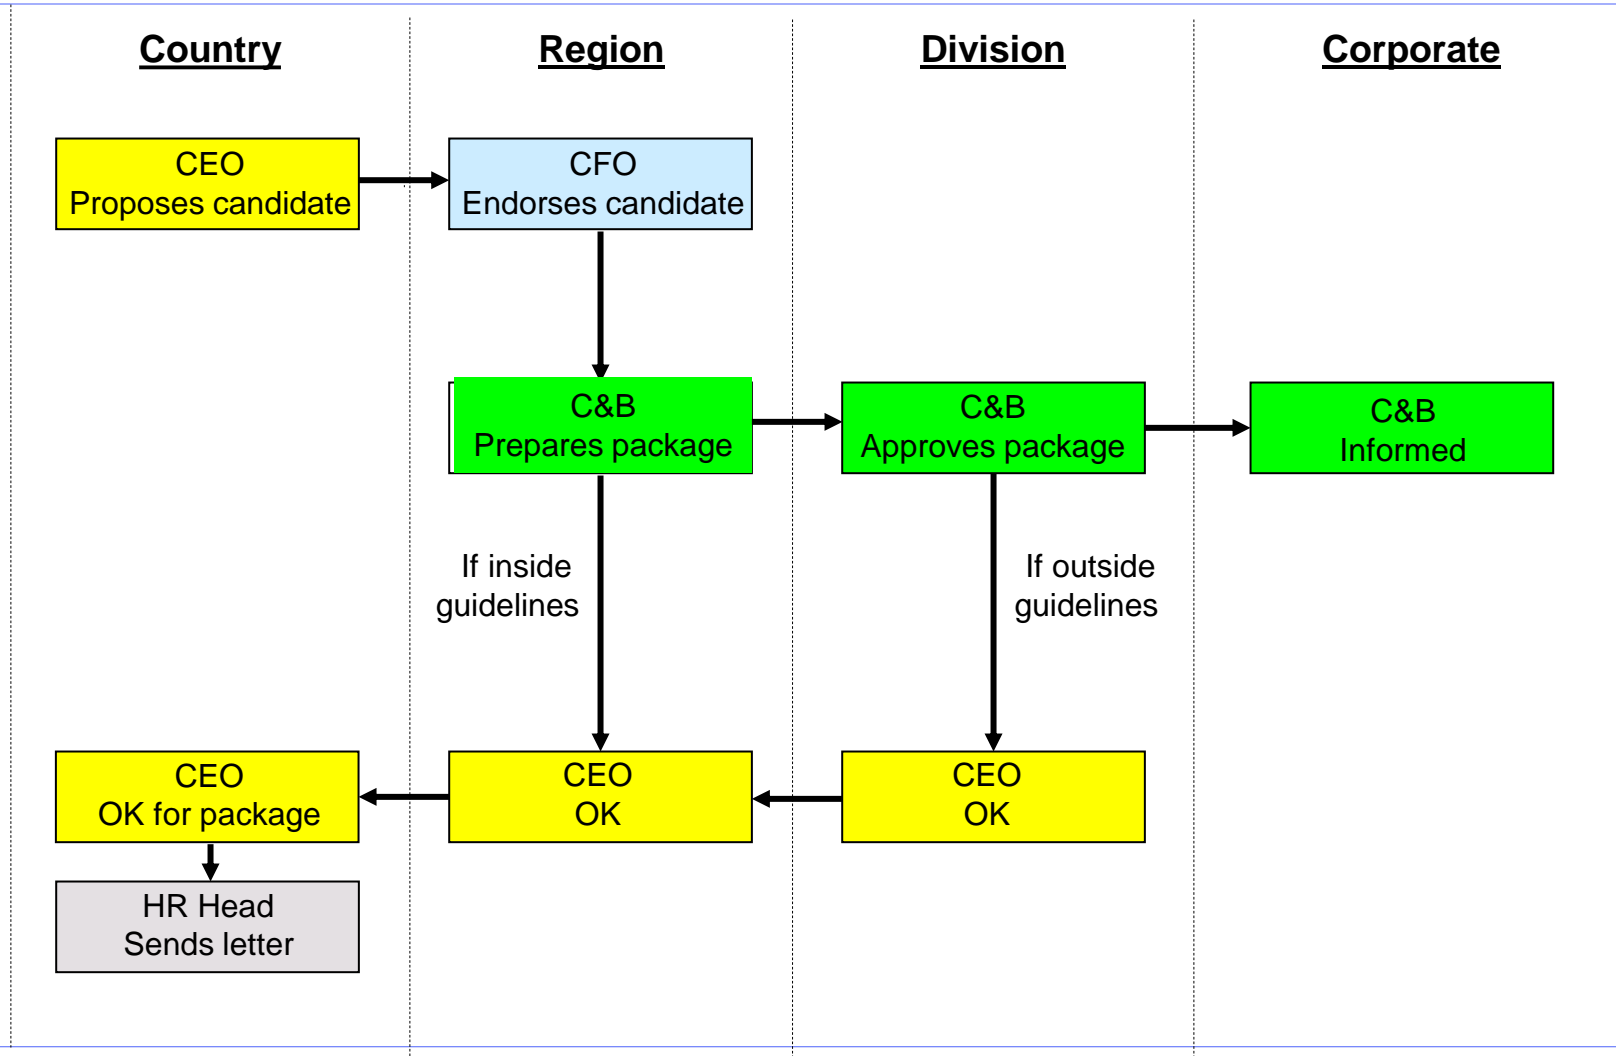 Country
Region
Division
Corporate
CEO
Proposes candidate
CFO
Endorses candidate
C&B
Prepares package
C&B
Approves package
C&B
Informed
If inside
guidelines
If outside
guidelines
CEO
OK for package
CEO
OK
CEO
OK
HR Head
Sends letter